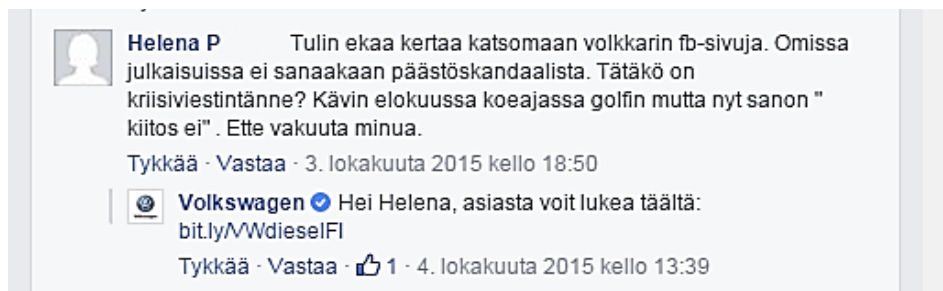 Helena P Tulin ekaa kertaa katsomaan volkkarin fb-sivuja. Omissa
julkaisuissa ei sanaakaan päästöskandaalista. Tätäkö on
kriisiviestintänne? Kävin elokuussa koeajassa golfin mutta nyt sanon "
kiitos ei" . Ette vakuuta minua.
Tykkää · Vastaa · 3. lokakuuta 2015 kello 18:50
Volkswagen Hei Helena, asiasta voit lukea täältä:
bit.ly/VWdieselFI
Tykkää · Vastaa · 1 · 4. lokakuuta 2015 kello 13:39